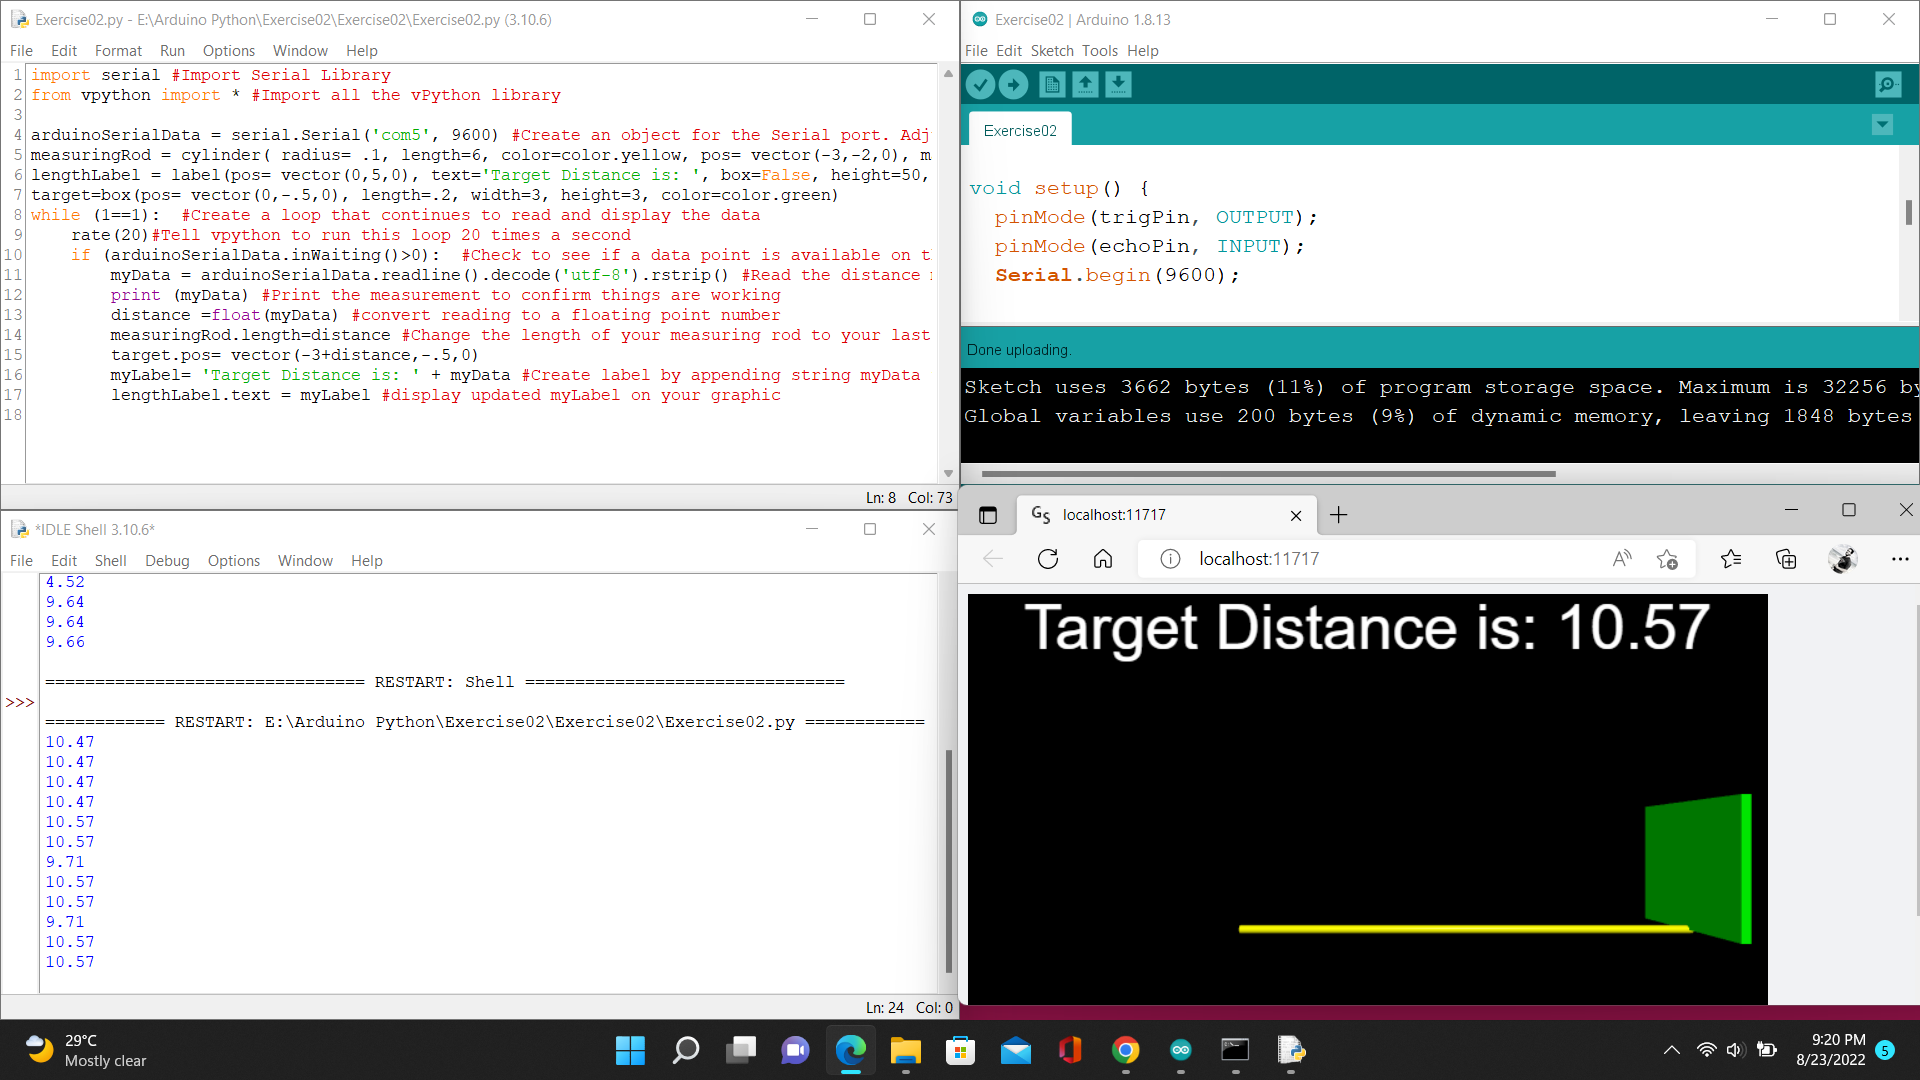 Exercise02.py - E:\Arduino Python\Exercise02\Exercise02\Exercise02.py (3.10.6)
File Edit Format Run Options Window Help
1 import serial #Import Serial Library
2 from vpython import * #Import all the vPython library
3
4 arduinoSerialData = serial.Serial('com5', 9600) #Create an object for the Serial port. Adj
5 measuringRod = cylinder( radius= .1, length=6, color=color.yellow, pos= vector(-3,-2,0), m
6 lengthLabel = label(pos= vector(0,5,0), text='Target Distance is: ', box=False, height=50,
7 target=box(pos= vector(0,-.5,0), length=.2, width=3, height=3, color=color.green)
8 while (1==1):  #Create a loop that continues to read and display the data
9     rate(20)#Tell vpython to run this loop 20 times a second
10     if (arduinoSerialData.inWaiting()>0):  #Check to see if a data point is available on t
11         myData = arduinoSerialData.readline().decode('utf-8').rstrip() #Read the distance
12         print (myData) #Print the measurement to confirm things are working
13         distance =float(myData) #convert reading to a floating point number
14         measuringRod.length=distance #Change the length of your measuring rod to your last
15         target.pos= vector(-3+distance,-.5,0)
16         myLabel= 'Target Distance is: ' + myData #Create label by appending string myData
17         lengthLabel.text = myLabel #display updated myLabel on your graphic
18
Ln: 8 Col: 73
*IDLE Shell 3.10.6*
File Edit Shell Debug Options Window Help
4.52
9.64
9.64
9.66
================================ RESTART: Shell ================================
>>>
============ RESTART: E:\Arduino Python\Exercise02\Exercise02\Exercise02.py ============
10.47
10.47
10.47
10.47
10.57
10.57
9.71
10.57
10.57
9.71
10.57
10.57
Ln: 24 Col: 0
Exercise02 | Arduino 1.8.13
File Edit Sketch Tools Help
Exercise02
void setup() {
  pinMode(trigPin, OUTPUT);
  pinMode(echoPin, INPUT);
  Serial.begin(9600);
Done uploading.
Sketch uses 3662 bytes (11%) of program storage space. Maximum is 32256 by
Global variables use 200 bytes (9%) of dynamic memory, leaving 1848 bytes
GS localhost:11717
localhost:11717
Target Distance is: 10.57
29°C
Mostly clear
9:20 PM
8/23/2022
5